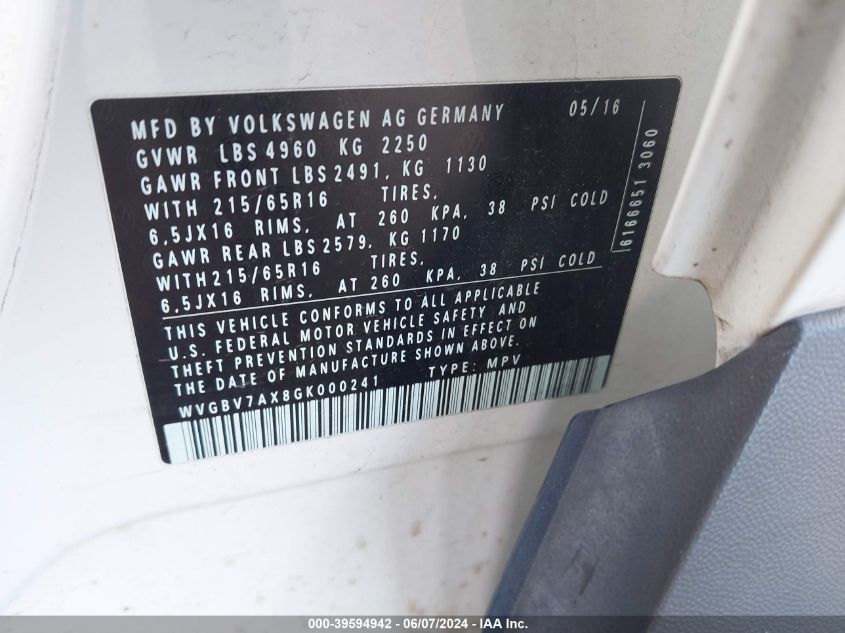 MFD BY VOLKSWAGEN AG GERMANY 05/16
GVWR LBS 4960 KG 2250
GAWR FRONT LBS 2491, KG 1130
WITH 215/65R16 TIRES,
6,5JX16 RIMS, AT 260 KPA, 38 PSI COLD
GAWR REAR LBS 2579, KG 1170
WITH 215/65R16 TIRES,
6,5JX16 RIMS, AT 260 KPA, 38 PSI COLD
THIS VEHICLE CONFORMS TO ALL APPLICABLE
U.S. FEDERAL MOTOR VEHICLE SAFETY AND
THEFT PREVENTION STANDARDS IN EFFECT ON
THE DATE OF MANUFACTURE SHOWN ABOVE.
WVGBV7AX8GK000241 TYPE: MPV
6166651 3060
000-39594942 - 06/07/2024 - IAA Inc.